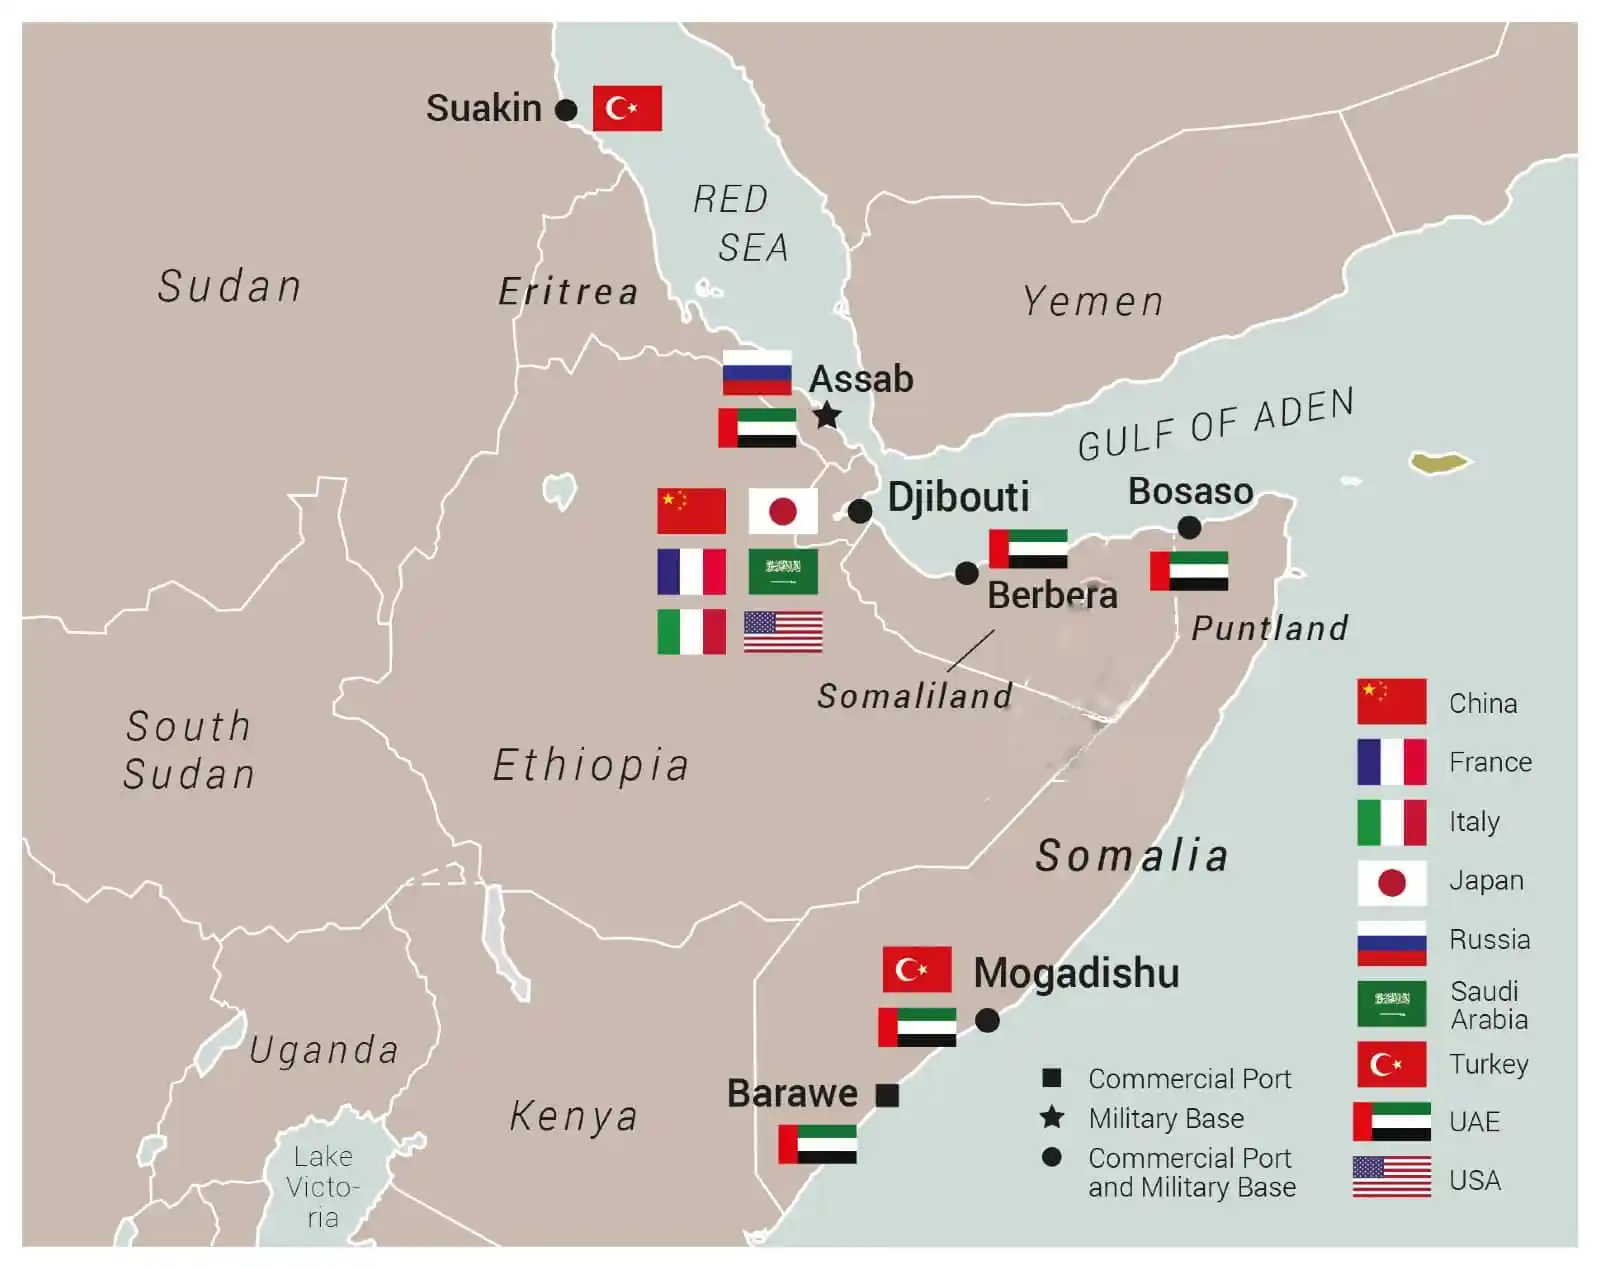 Suakin
RED
SEA
Sudan
Eritrea
Yemen
Assab
GULF OF ADEN
Djibouti
Bosaso
Berbera
Puntland
Somaliland
South
Sudan
Ethiopia
Somalia
Mogadishu
Uganda
Barawe
Kenya
Lake
Victo-
ria
China
France
Italy
Japan
Russia
Saudi
Arabia
Turkey
UAE
USA
Commercial Port
Military Base
Commercial Port
and Military Base